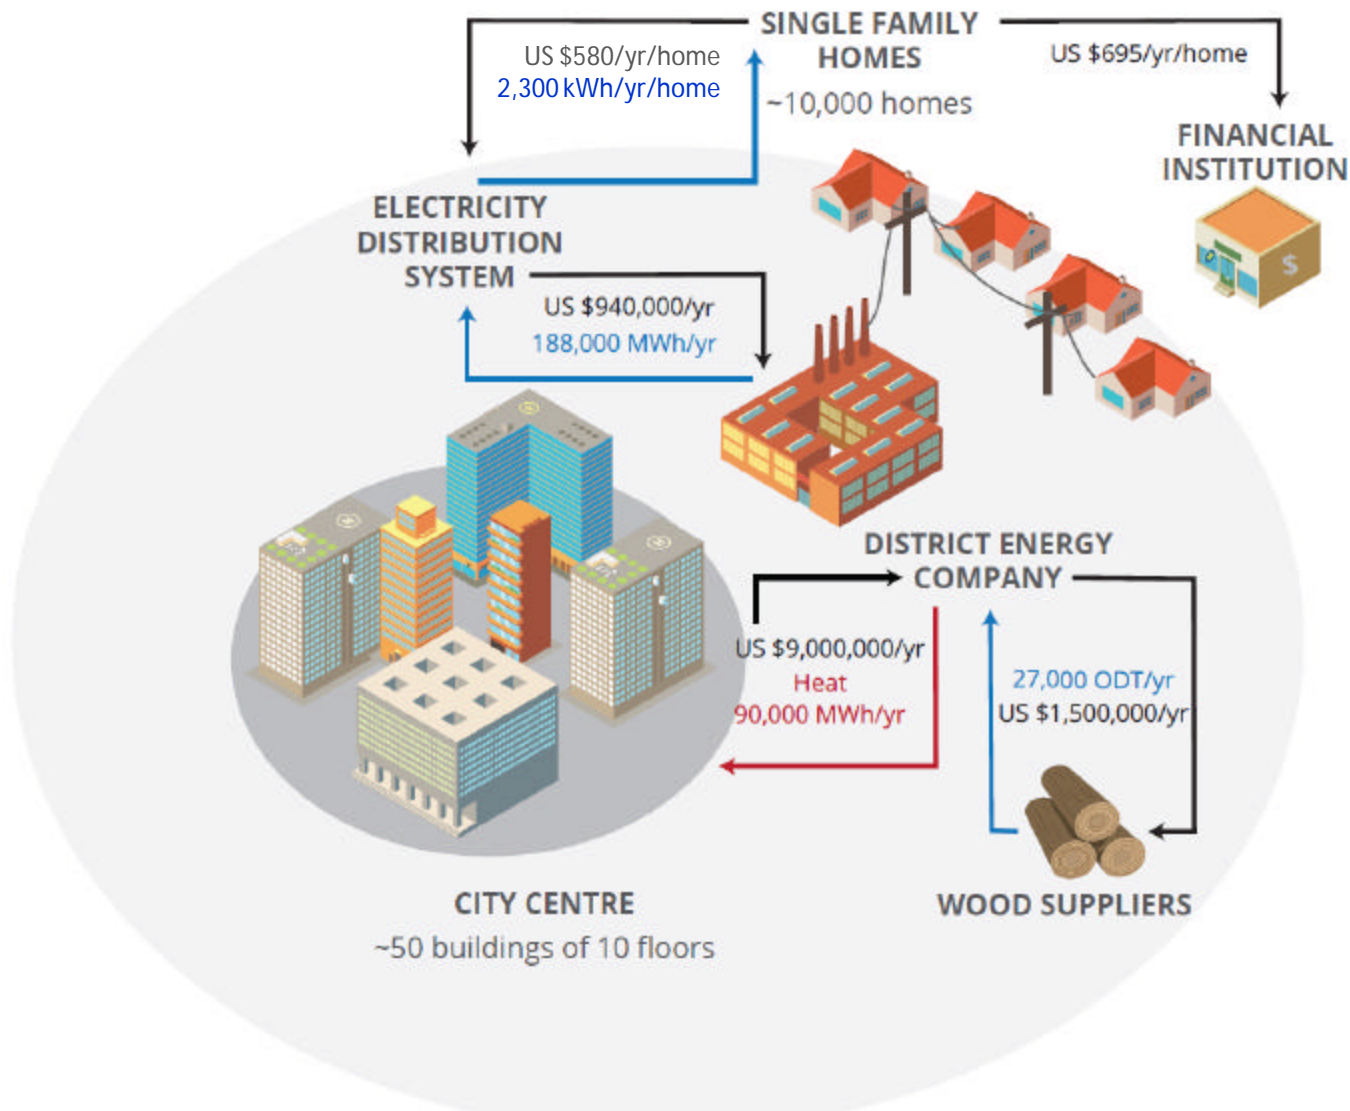 SINGLE FAMILY
HOMES
~10,000 homes
US $580/yr/home
2,300 kWh/yr/home
US $695/yr/home
FINANCIAL
INSTITUTION
$
ELECTRICITY
DISTRIBUTION
SYSTEM
US $940,000/yr
188,000 MWh/yr
DISTRICT ENERGY
COMPANY
US $9,000,000/yr
Heat
90,000 MWh/yr
27,000 ODT/yr
US $1,500,000/yr
WOOD SUPPLIERS
CITY CENTRE
~50 buildings of 10 floors